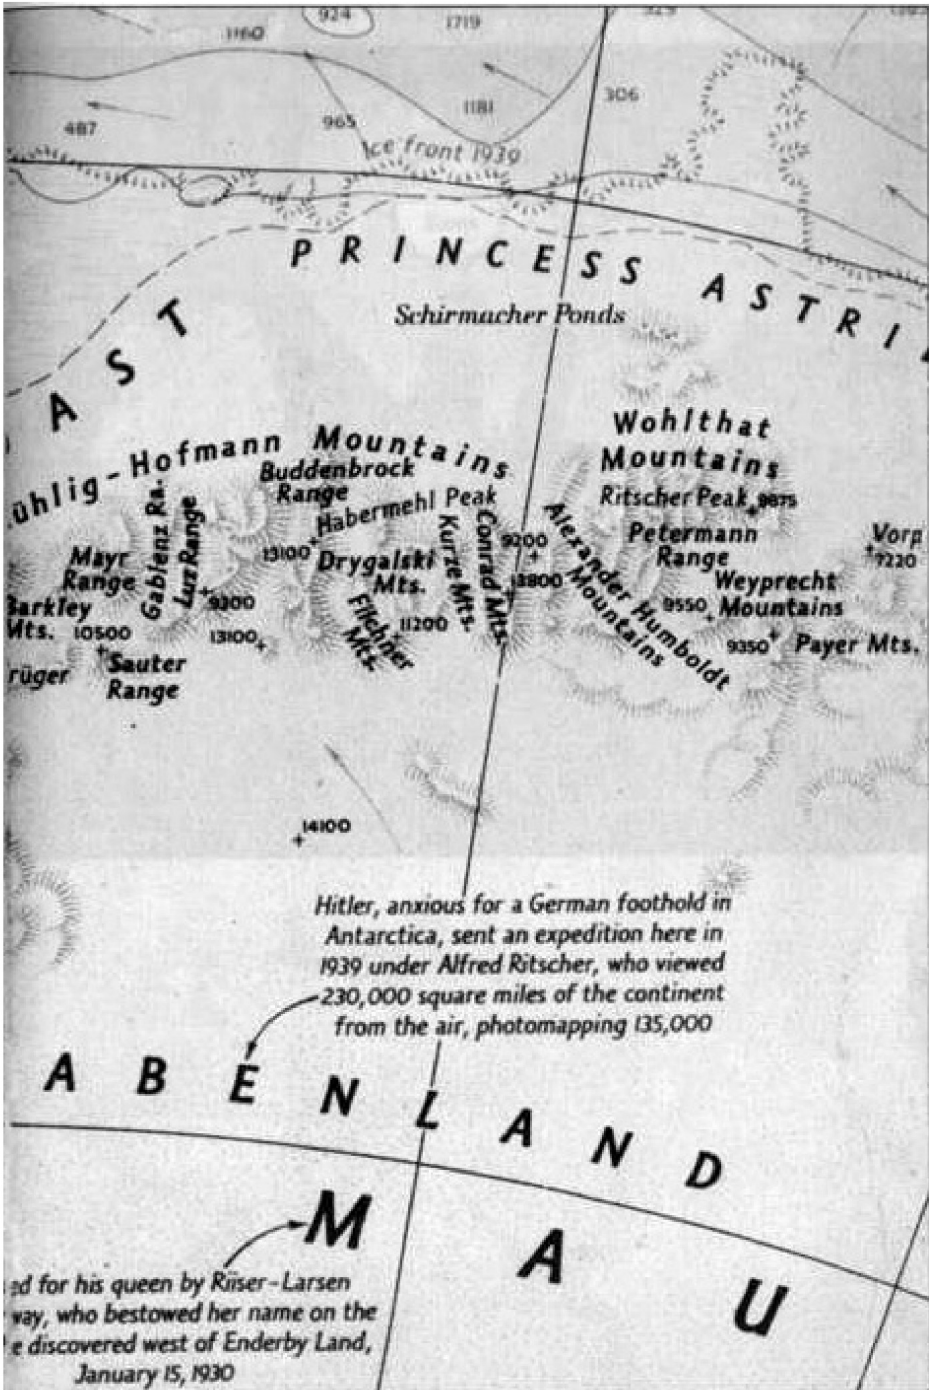 924
1719
1160
306
1181
965
487
Ice front 1939
PRINCESS ASTRI
AST
Schirmacher Ponds
Wohlthat
Mountains
ühlig-Hofmann Mountains
Buddenbrock
Range
Ritscher Peak
9875
Habermehl Peak
Gablenz Ra.
Luz Range
Kurze Mts.
Conrad Mts.
9200
Alexander Humboldt
Mountains
Petermann
Range
Vorp
7220
13100
Drygalski
Mts.
Mayr
Range
Weyprecht
Mountains
9300
9550
Barkley
Mts.
10500
13100
Filchner
Mts.
11200
9350
Payer Mts.
rüger
Sauter
Range
14100
Hitler, anxious for a German foothold in
Antarctica, sent an expedition here in
1939 under Alfred Ritscher, who viewed
230,000 square miles of the continent
from the air, photomapping 135,000
ABENLAND
MAU
ed for his queen by Riiser-Larsen
way, who bestowed her name on the
e discovered west of Enderby Land,
January 15, 1930